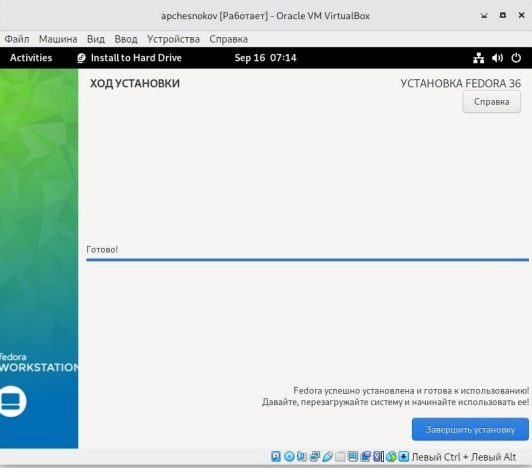 apchesnokov [Работает] - Oracle VM VirtualBox
Файл Машина Вид Ввод Устройства Справка
Activities Install to Hard Drive Sep 16 07:14
ХОД УСТАНОВКИ УСТАНОВКА FEDORA 36
Справка
Готово!
fedora
WORKSTATION
Fedora успешно установлена и готова к использованию!
Давайте, перезагружайте систему и начинайте использовать ее!
Завершить установку
Левый Ctrl + Левый Alt